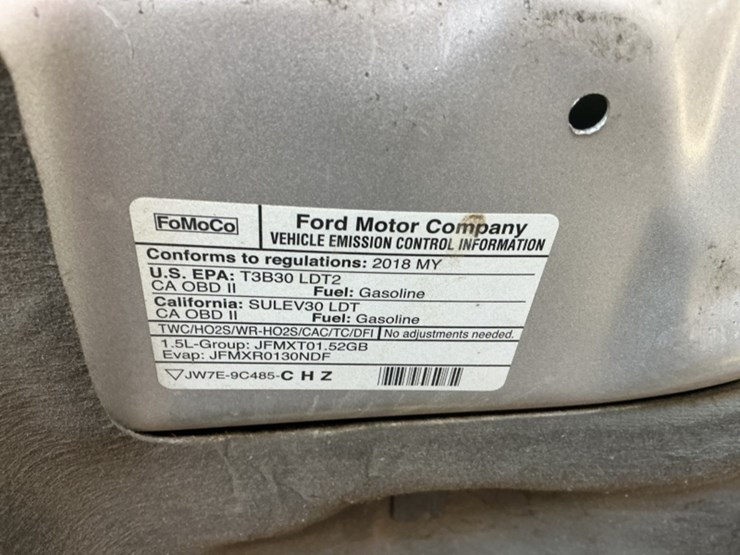 FoMoCo
Ford Motor Company
VEHICLE EMISSION CONTROL INFORMATION
Conforms to regulations: 2018 MY
U.S. EPA: T3B30 LDT2
CA OBD II Fuel: Gasoline
California: SULEV30 LDT
CA OBD II Fuel: Gasoline
TWC/HO2S/WR-HO2S/CAC/TC/DFI No adjustments needed.
1.5L-Group: JFMXT01.52GB
Evap: JFMXR0130NDF
JW7E-9C485-C H Z